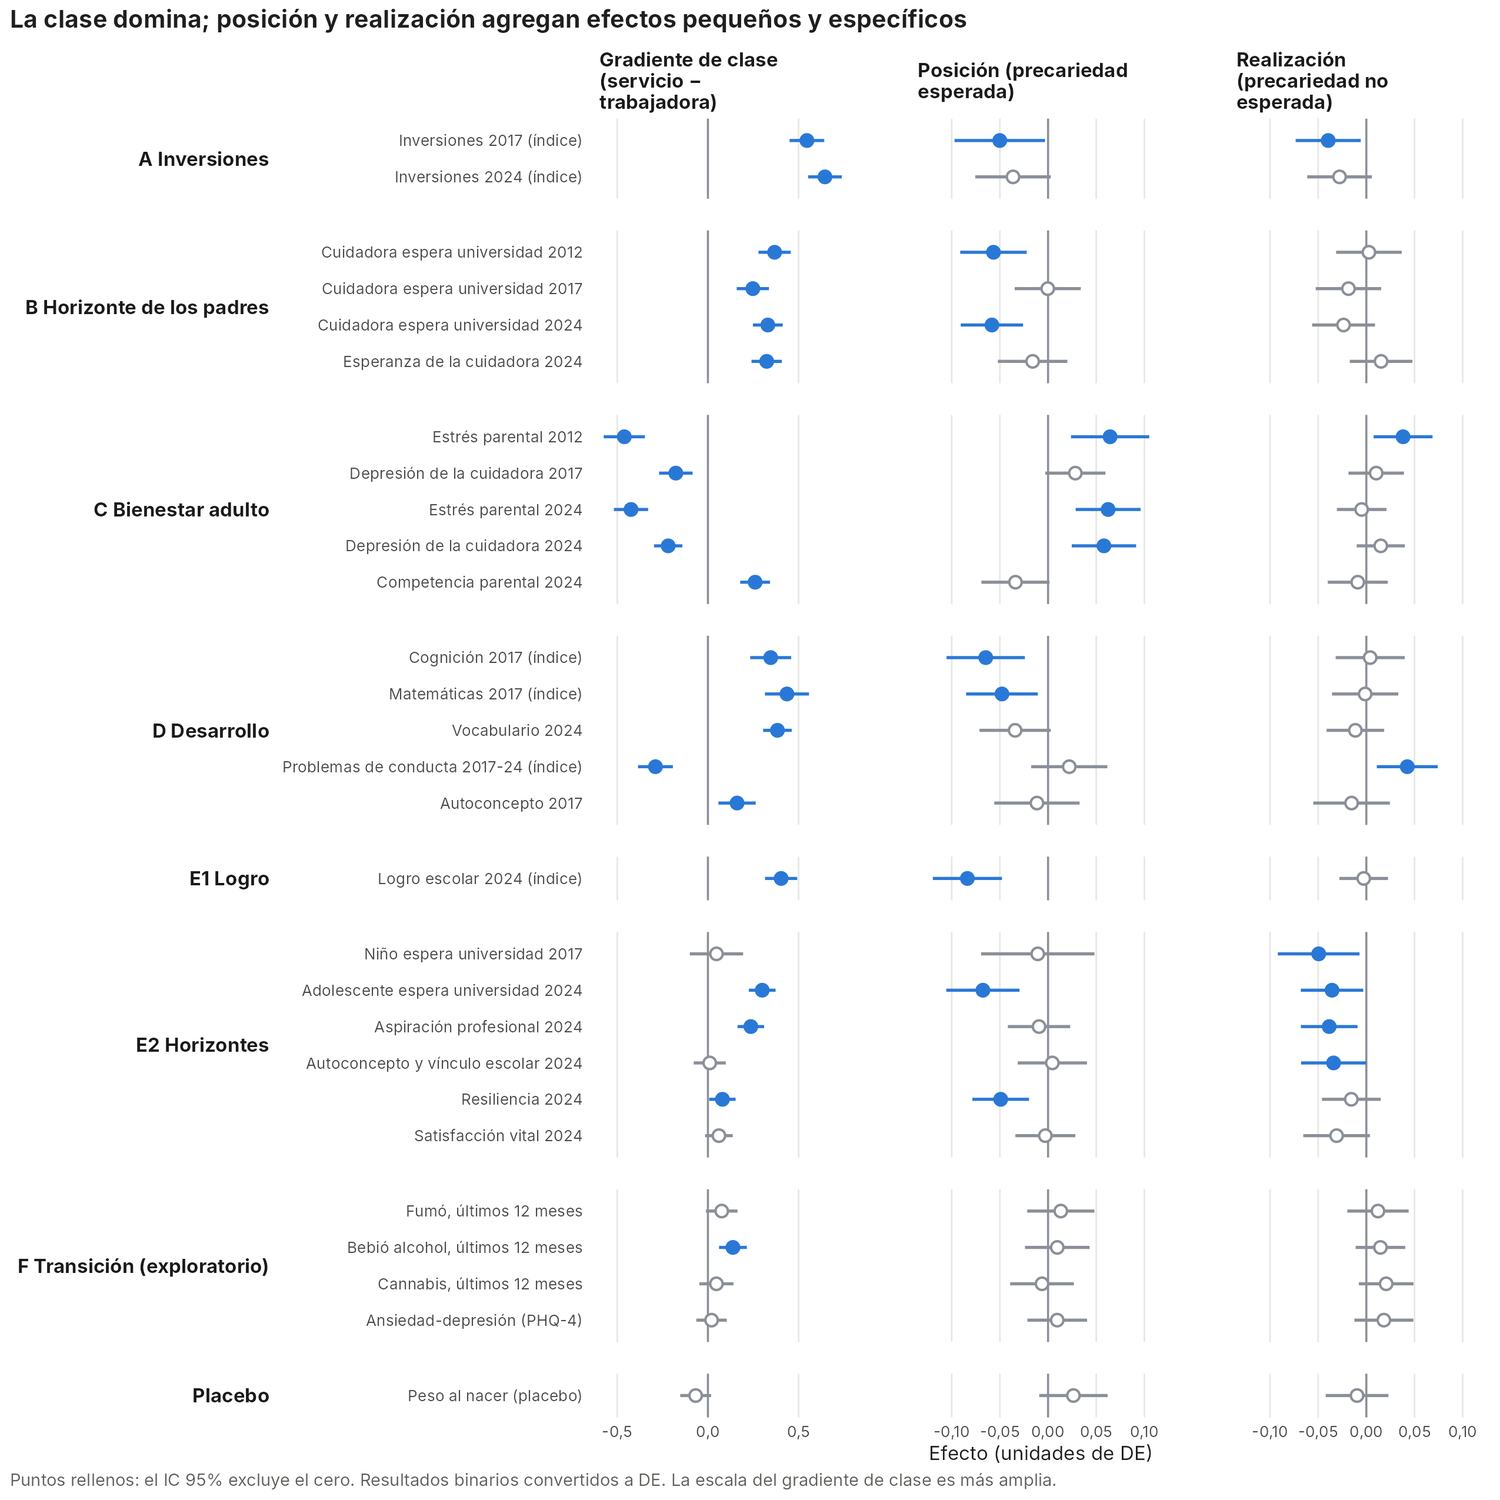 La clase domina; posición y realización agregan efectos pequeños y específicos
Gradiente de clase
(servicio −
trabajadora)
Posición (precariedad
esperada)
Realización
(precariedad no
esperada)
A Inversiones
Inversiones 2017 (índice)
Inversiones 2024 (índice)
B Horizonte de los padres
Cuidadora espera universidad 2012
Cuidadora espera universidad 2017
Cuidadora espera universidad 2024
Esperanza de la cuidadora 2024
C Bienestar adulto
Estrés parental 2012
Depresión de la cuidadora 2017
Estrés parental 2024
Depresión de la cuidadora 2024
Competencia parental 2024
D Desarrollo
Cognición 2017 (índice)
Matemáticas 2017 (índice)
Vocabulario 2024
Problemas de conducta 2017-24 (índice)
Autoconcepto 2017
E1 Logro
Logro escolar 2024 (índice)
E2 Horizontes
Niño espera universidad 2017
Adolescente espera universidad 2024
Aspiración profesional 2024
Autoconcepto y vínculo escolar 2024
Resiliencia 2024
Satisfacción vital 2024
F Transición (exploratorio)
Fumó, últimos 12 meses
Bebió alcohol, últimos 12 meses
Cannabis, últimos 12 meses
Ansiedad-depresión (PHQ-4)
Placebo
Peso al nacer (placebo)
-0,5 0,0 0,5
-0,10 -0,05 0,00 0,05 0,10
-0,10 -0,05 0,00 0,05 0,10
Efecto (unidades de DE)
Puntos rellenos: el IC 95% excluye el cero. Resultados binarios convertidos a DE. La escala del gradiente de clase es más amplia.